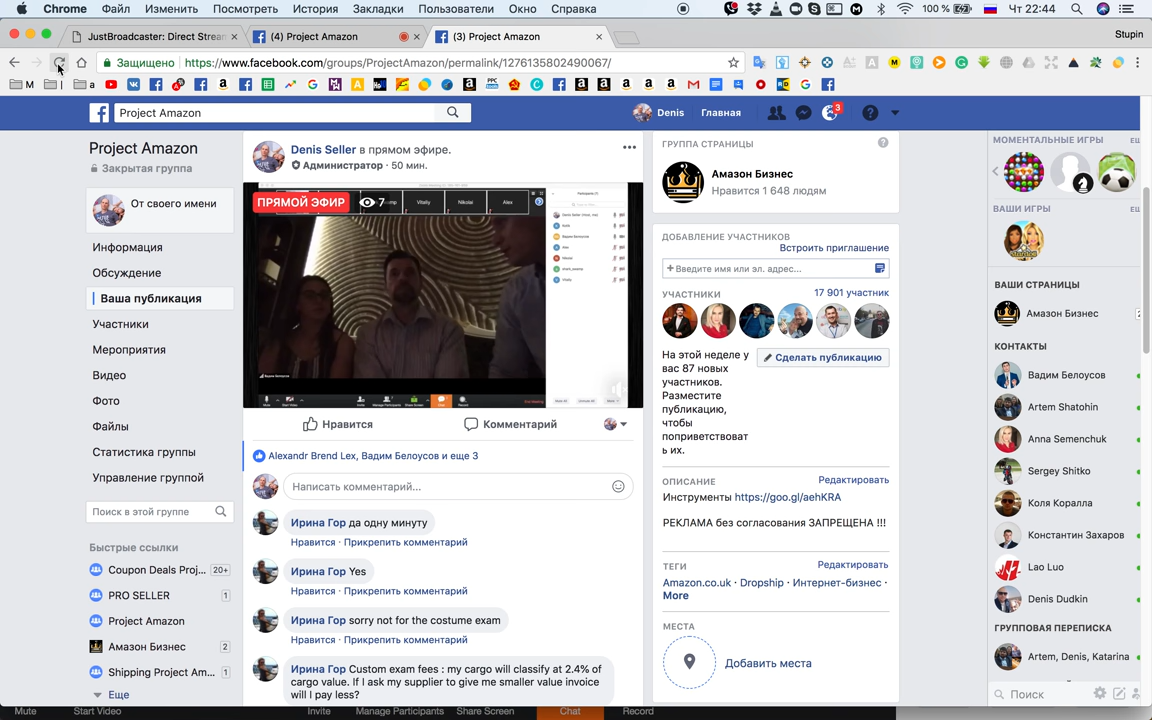 Chrome Файл Изменить Посмотреть История Закладки Пользователи Окно Справка 100 % Чт 22:44
JustBroadcaster: Direct Strean
(4) Project Amazon
(3) Project Amazon
Stupin
Защищено https://www.facebook.com/groups/ProjectAmazon/permalink/1276135802490067/
М
а
Project Amazon
Denis Главная 3
Project Amazon
Закрытая группа
От своего имени
Информация
Обсуждение
Ваша публикация
Участники
Мероприятия
Видео
Фото
Файлы
Статистика группы
Управление группой
Поиск в этой группе
Быстрые ссылки
Coupon Deals Proj... 20+
PRO SELLER 1
Project Amazon
Амазон Бизнес 2
Shipping Project Am... 1
Еще
Denis Seller в прямом эфире.
Администратор · 50 мин.
ПРЯМОЙ ЭФИР 7
Vitaliy Nikolai Alex
Нравится Комментарий
Alexandr Brend Lex, Вадим Белоусов и еще 3
Написать комментарий...
Ирина Гор да одну минуту
Нравится · Прикрепить комментарий
Ирина Гор Yes
Нравится · Прикрепить комментарий
Ирина Гор sorry not for the costume exam
Нравится · Прикрепить комментарий
Ирина Гор Custom exam fees : my cargo will classify at 2.4% of
cargo value. If I ask my supplier to give me smaller value invoice
will I pay less?
ГРУППА СТРАНИЦЫ
Амазон Бизнес
Нравится 1 648 людям
ДОБАВЛЕНИЕ УЧАСТНИКОВ
Встроить приглашение
+ Введите имя или эл. адрес...
УЧАСТНИКИ 17 901 участник
На этой неделе у
вас 87 новых
участников.
Разместите
публикацию,
чтобы
поприветствоват
ь их.
Сделать публикацию
ОПИСАНИЕ Редактировать
Инструменты https://goo.gl/aehKRA
РЕКЛАМА без согласования ЗАПРЕЩЕНА !!!
ТЕГИ Редактировать
Amazon.co.uk · Dropship · Интернет-бизнес ·
More
МЕСТА
Добавить места
МОМЕНТАЛЬНЫЕ ИГРЫ
ВАШИ ИГРЫ
ВАШИ СТРАНИЦЫ
Амазон Бизнес
КОНТАКТЫ
Вадим Белоусов
Artem Shatohin
Anna Semenchuk
Sergey Shitko
Коля Коралла
Константин Захаров
Lao Luo
Denis Dudkin
ГРУППОВАЯ ПЕРЕПИСКА
Artem, Denis, Katarina
Поиск
Mute Start Video Invite Manage Participants Share Screen Chat Record